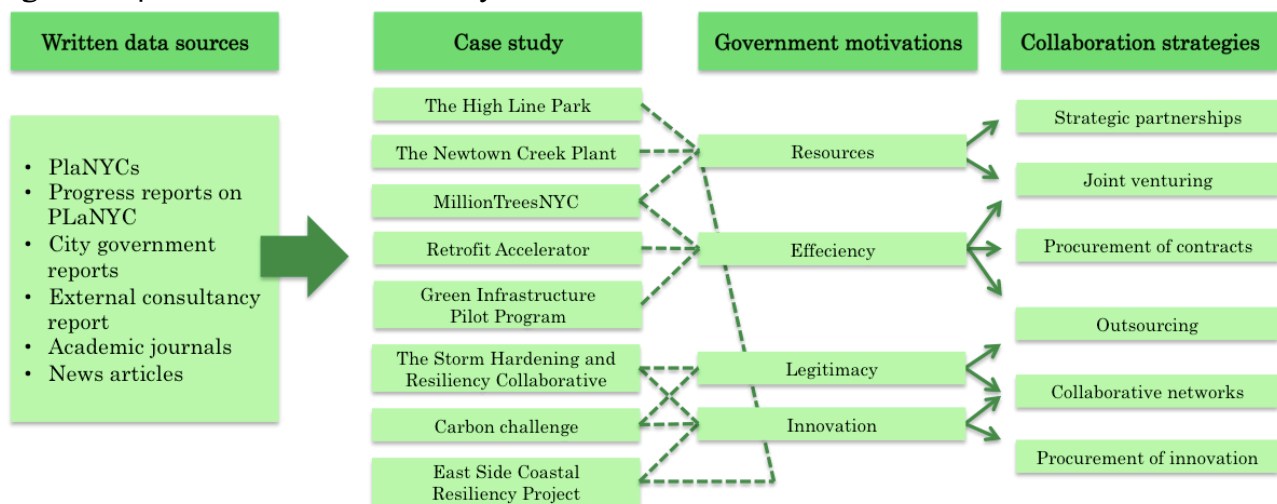 Written data sources
Case study
Government motivations
Collaboration strategies
• PlaNYCs
• Progress reports on
PLaNYC
• City government
reports
• External consultancy
report
• Academic journals
• News articles
The High Line Park
The Newtown Creek Plant
MillionTreesNYC
Retrofit Accelerator
Green Infrastructure
Pilot Program
The Storm Hardening and
Resiliency Collaborative
Carbon challenge
East Side Coastal
Resiliency Project
Resources
Effeciency
Legitimacy
Innovation
Strategic partnerships
Joint venturing
Procurement of contracts
Outsourcing
Collaborative networks
Procurement of innovation